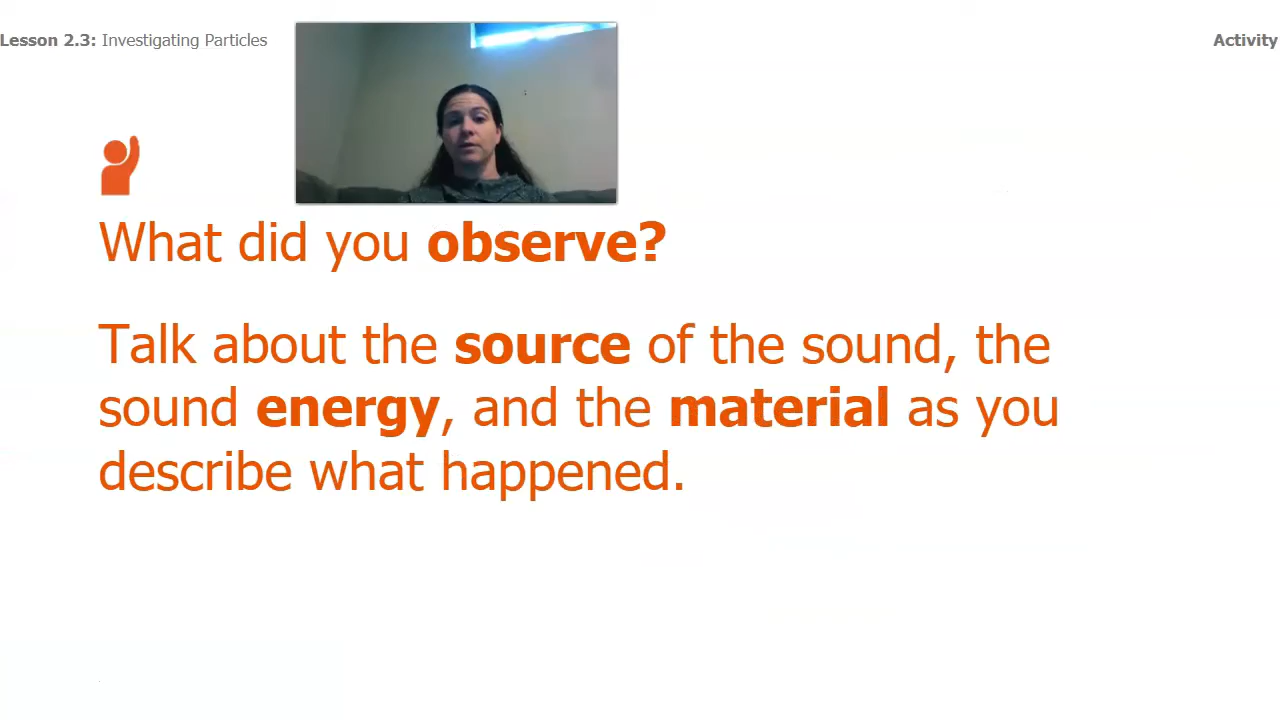 Lesson 2.3: Investigating Particles
Activity
What did you observe?
Talk about the source of the sound, the
sound energy, and the material as you
describe what happened.